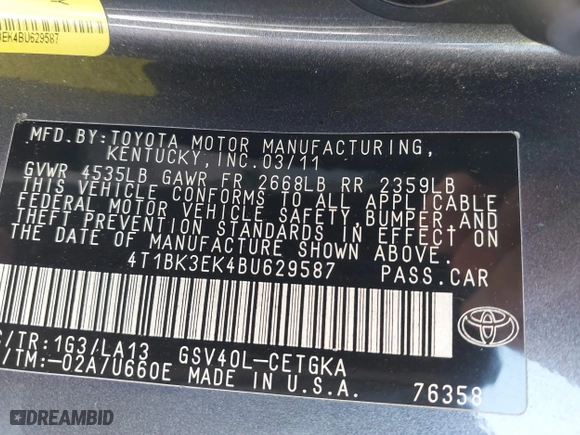 EK4BU629587
MFD.BY:TOYOTA MOTOR MANUFACTURING,
KENTUCKY,INC.03/11
GVWR 4535LB GAWR FR 2668LB RR 2359LB
THIS VEHICLE CONFORMS TO ALL APPLICABLE
FEDERAL MOTOR VEHICLE SAFETY,BUMPER AND
THEFT PREVENTION STANDARDS IN EFFECT ON
THE DATE OF MANUFACTURE SHOWN ABOVE.
4T1BK3EK4BU629587 PASS.CAR
/TR:1G3/LA13 GSV40L-CETGKA
/TM:-02A/U660E MADE IN U.S.A. 76358
DREAMBID